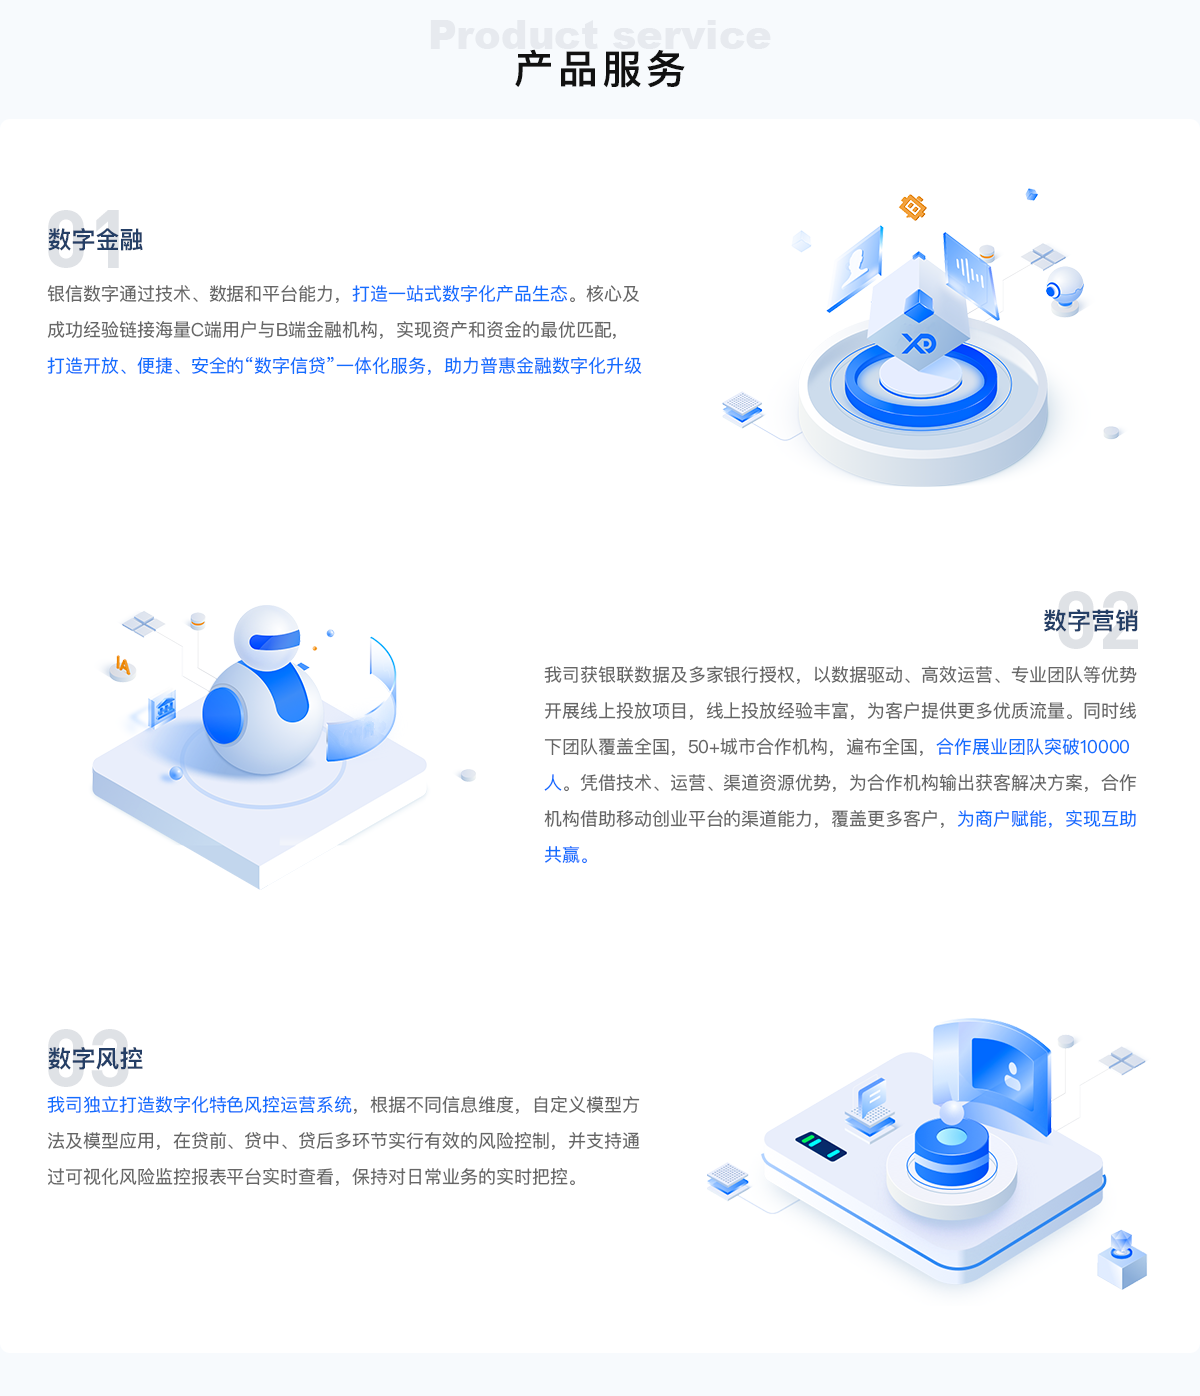 Product service
产品服务
01
数字金融
银信数字通过技术、数据和平台能力，打造一站式数字化产品生态。核心及
成功经验链接海量C端用户与B端金融机构，实现资产和资金的最优匹配，
打造开放、便捷、安全的“数字信贷”一体化服务，助力普惠金融数字化升级
XD
02
数字营销
我司获银联数据及多家银行授权，以数据驱动、高效运营、专业团队等优势
开展线上投放项目，线上投放经验丰富，为客户提供更多优质流量。同时线
下团队覆盖全国，50+城市合作机构，遍布全国，合作展业团队突破10000
人。凭借技术、运营、渠道资源优势，为合作机构输出获客解决方案，合作
机构借助移动创业平台的渠道能力，覆盖更多客户，为商户赋能，实现互助
共赢。
03
数字风控
我司独立打造数字化特色风控运营系统，根据不同信息维度，自定义模型方
法及模型应用，在贷前、贷中、贷后多环节实行有效的风险控制，并支持通
过可视化风险监控报表平台实时查看，保持对日常业务的实时把控。